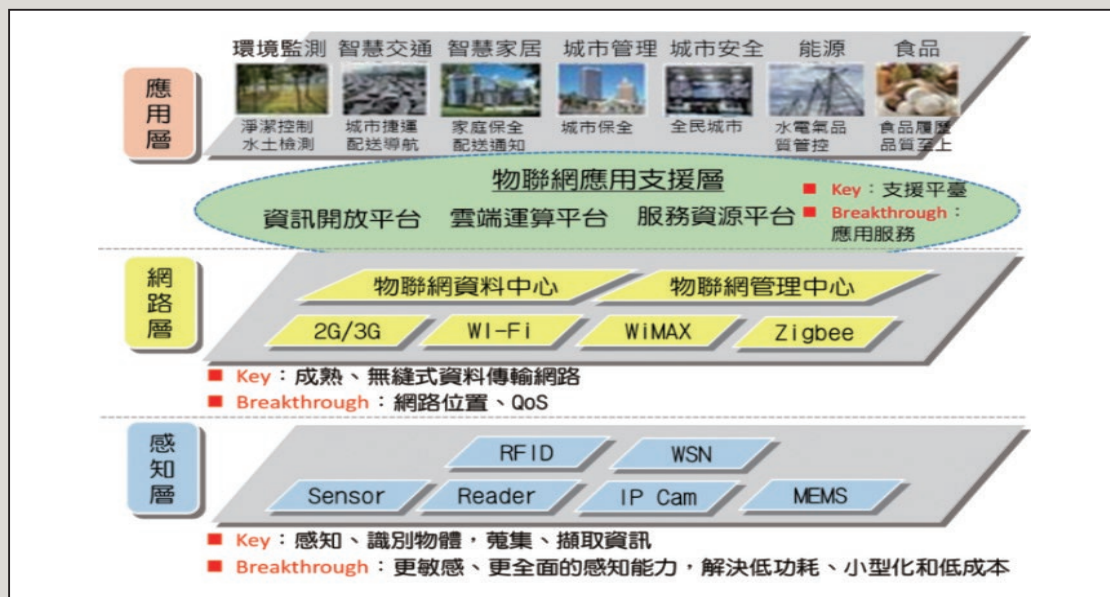 應用層
環境監測 智慧交通 智慧家居 城市管理 城市安全 能源 食品
淨潔控制 城市捷運 家庭保全 城市保全 全民城市 水電氣品 食品履歷
水土檢測 配送導航 配送通知 質管控 品質至上
物聯網應用支援層
資訊開放平台 雲端運算平台 服務資源平台
■ Key：支援平臺
■ Breakthrough：
應用服務
網路層
物聯網資料中心 物聯網管理中心
2G/3G WI-Fi WiMAX Zigbee
■ Key：成熟、無縫式資料傳輸網路
■ Breakthrough：網路位置、QoS
感知層
RFID WSN
Sensor Reader IP Cam MEMS
■ Key：感知、識別物體，蒐集、擷取資訊
■ Breakthrough：更敏感、更全面的感知能力，解決低功耗、小型化和低成本